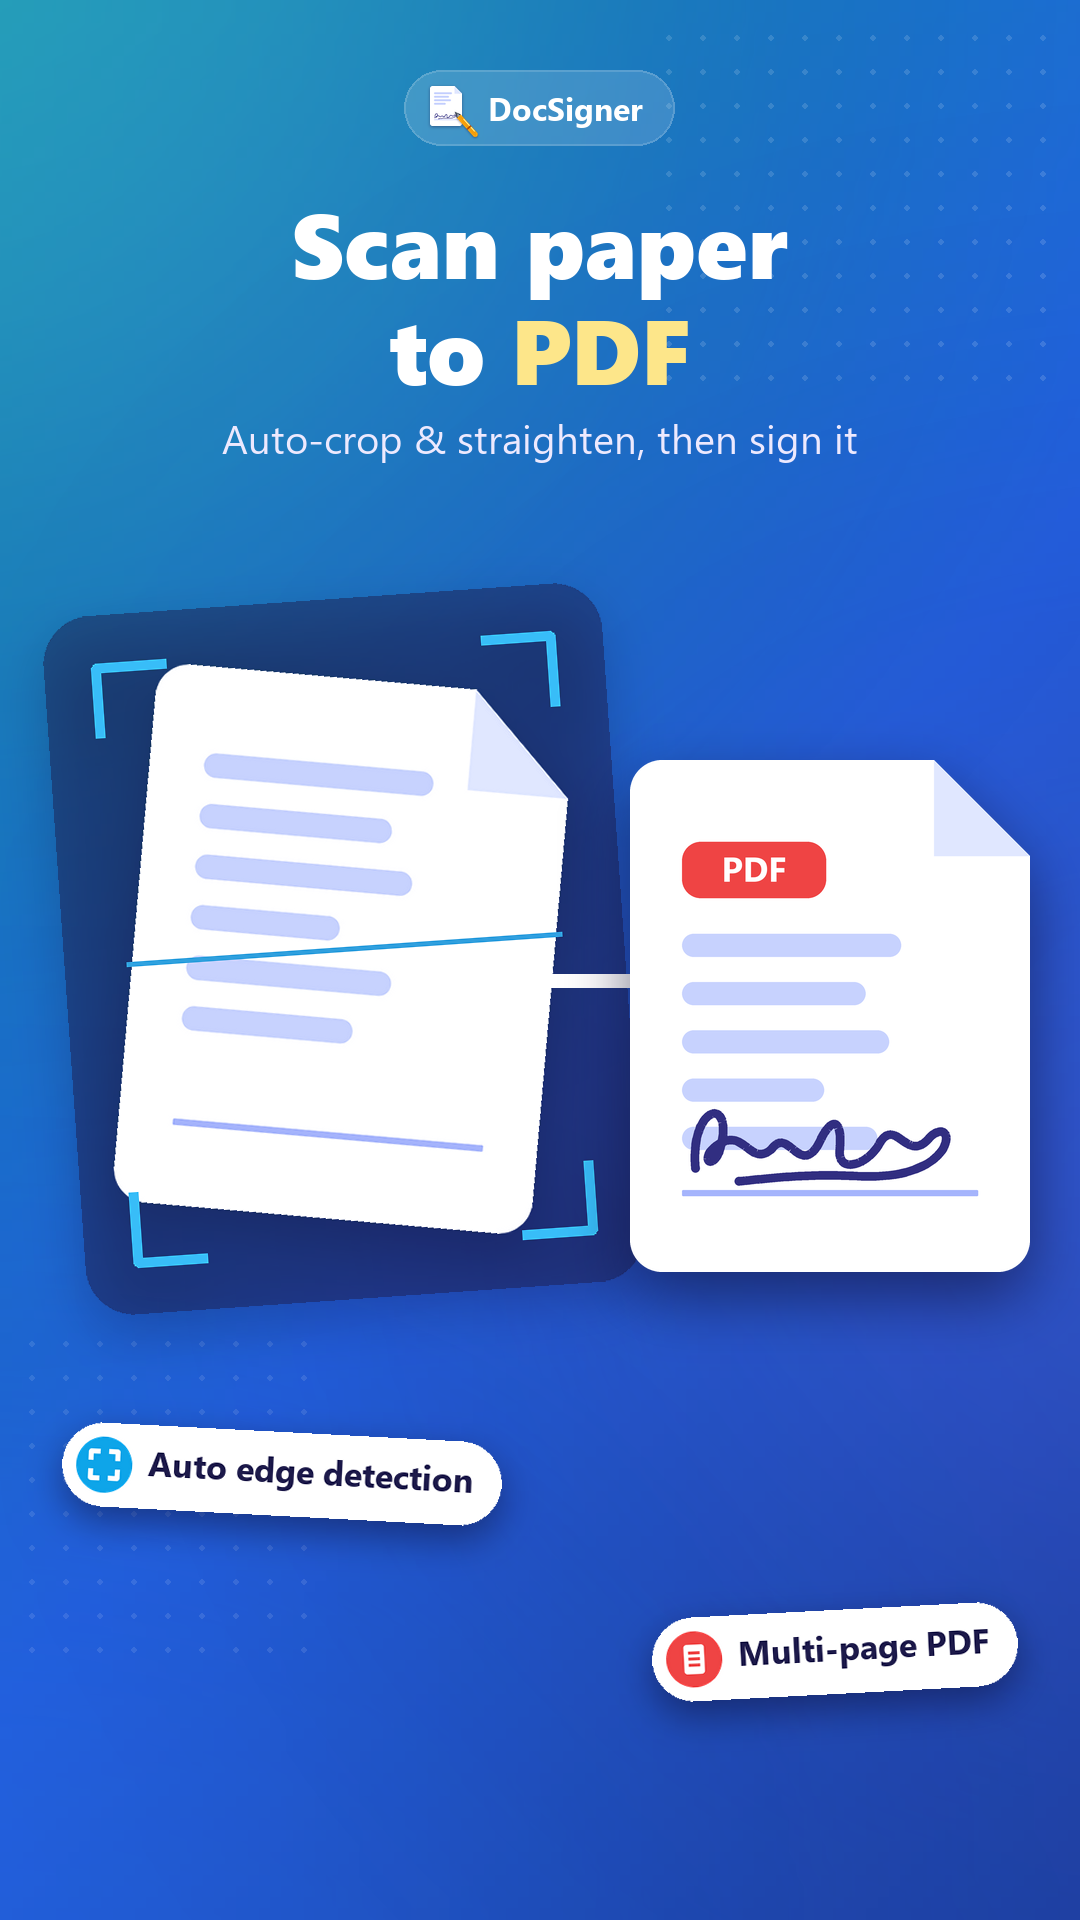 DocSigner
Scan paper
to PDF
Auto-crop & straighten, then sign it
PDF
Auto edge detection
Multi-page PDF